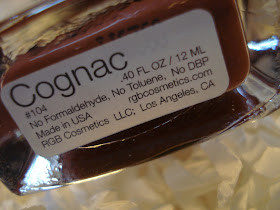 Cognac
#104 .40 FL OZ / 12 ML
No Formaldehyde, No Toluene, No DBP
Made in USA rgbcosmetics.com
RGB Cosmetics LLC; Los Angeles, CA